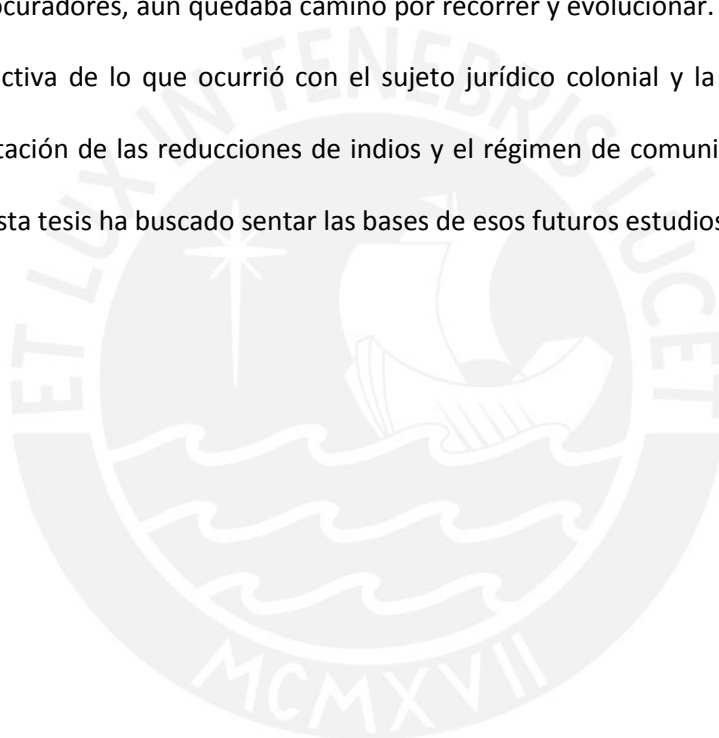 ocuradores, aún quedaba camino por recorrer y evolucionar.
ctiva de lo que ocurrió con el sujeto jurídico colonial y la
tación de las reducciones de indios y el régimen de comuni
sta tesis ha buscado sentar las bases de esos futuros estudios
ET LUX IN TENEBRIS LUCET
MCMXVII